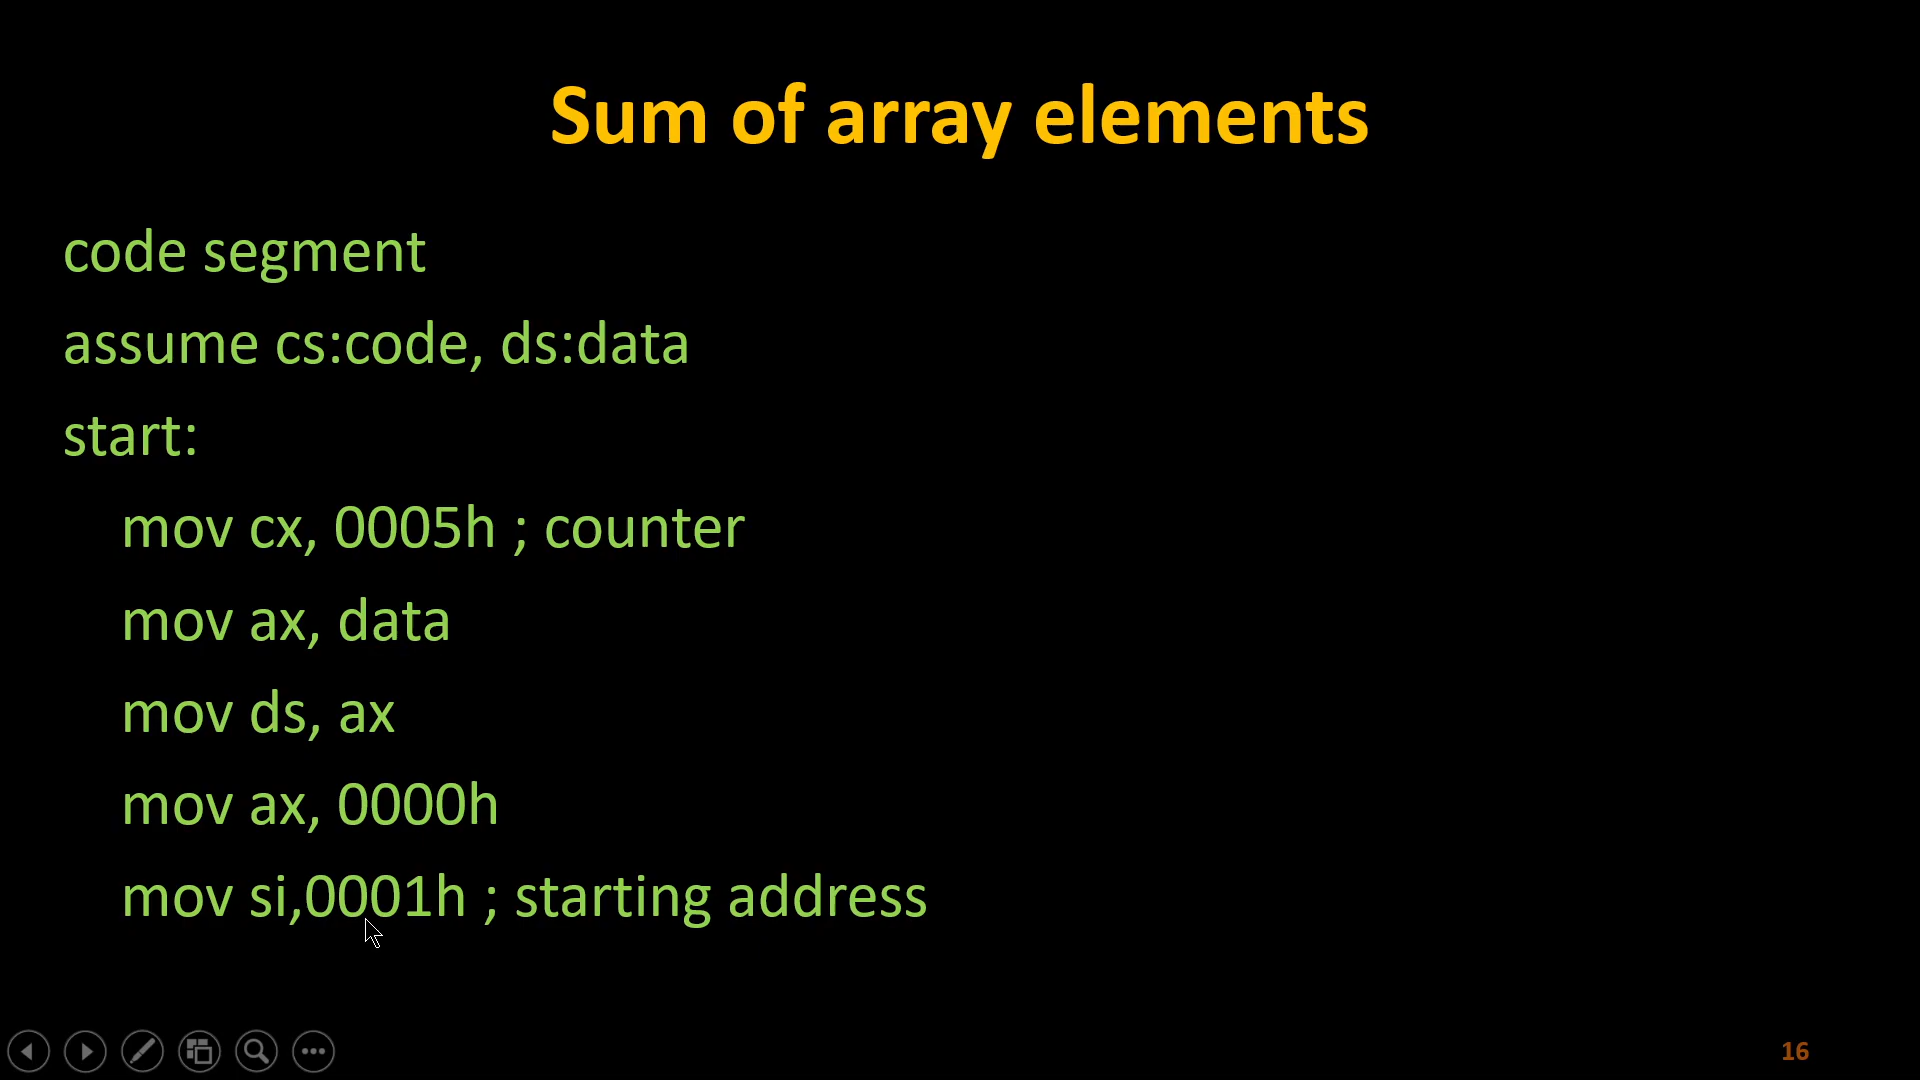 Sum of array elements
code segment
assume cs:code, ds:data
start:
mov cx, 0005h ; counter
mov ax, data
mov ds, ax
mov ax, 0000h
mov si,0001h ; starting address
16